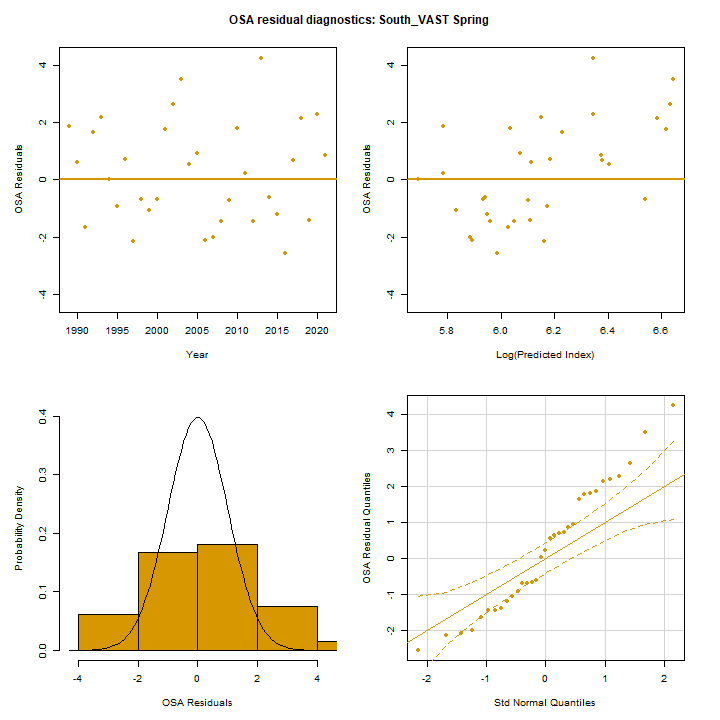 OSA residual diagnostics: South_VAST Spring
4
2
0
-2
-4
OSA Residuals
1990 1995 2000 2005 2010 2015 2020
Year
4
2
0
-2
-4
OSA Residuals
5.8 6.0 6.2 6.4 6.6
Log(Predicted Index)
0.4
0.3
0.2
0.1
0.0
Probability Density
-4 -2 0 2 4
OSA Residuals
4
3
2
1
0
-1
-2
OSA Residual Quantiles
-2 -1 0 1 2
Std Normal Quantiles